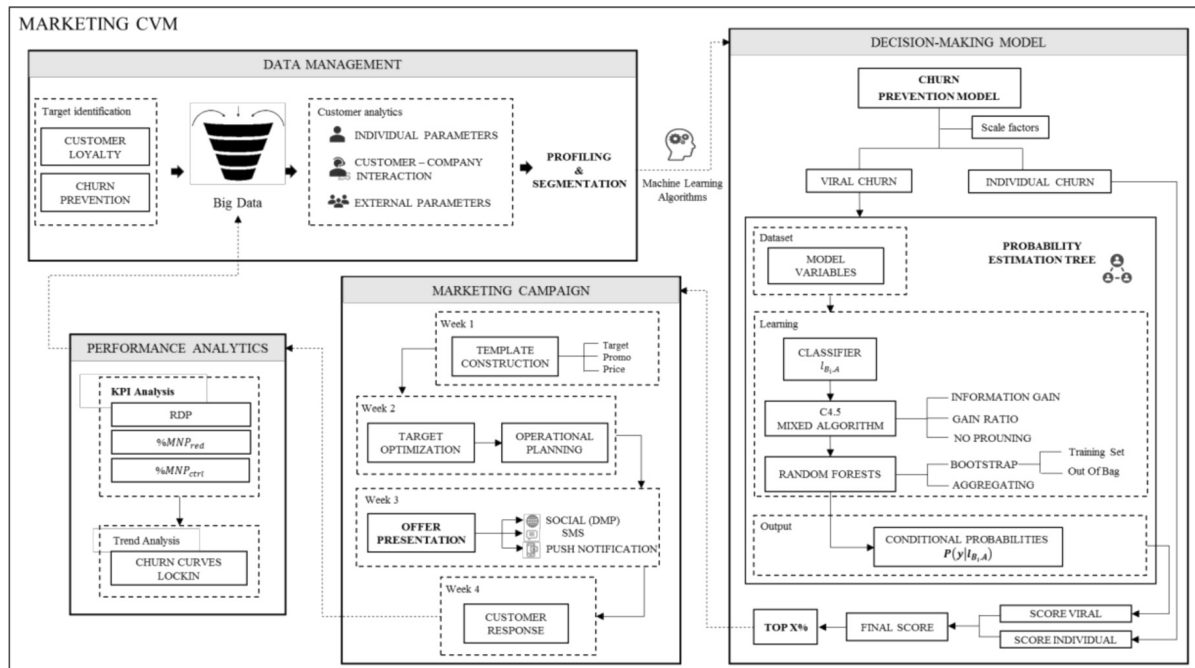 MARKETING CVM
DATA MANAGEMENT
Target identification
CUSTOMER
LOYALTY
CHURN
PREVENTION
Big Data
Customer analytics
INDIVIDUAL PARAMETERS
CUSTOMER – COMPANY
INTERACTION
EXTERNAL PARAMETERS
PROFILING
&
SEGMENTATION
Machine Learning
Algorithms
DECISION-MAKING MODEL
CHURN
PREVENTION MODEL
Scale factors
VIRAL CHURN
INDIVIDUAL CHURN
Dataset
MODEL
VARIABLES
PROBABILITY
ESTIMATION TREE
Learning
CLASSIFIER
l_{B_i,A}
C4.5
MIXED ALGORITHM
INFORMATION GAIN
GAIN RATIO
NO PROUNING
RANDOM FORESTS
BOOTSTRAP
AGGREGATING
Training Set
Out Of Bag
Output
CONDITIONAL PROBABILITIES
P(y|l_{B_i,A})
SCORE VIRAL
SCORE INDIVIDUAL
FINAL SCORE
TOP X%
MARKETING CAMPAIGN
Week 1
TEMPLATE
CONSTRUCTION
Target
Promo
Price
Week 2
TARGET
OPTIMIZATION
OPERATIONAL
PLANNING
Week 3
OFFER
PRESENTATION
SOCIAL (DMP)
SMS
PUSH NOTIFICATION
Week 4
CUSTOMER
RESPONSE
PERFORMANCE ANALYTICS
KPI Analysis
RDP
%MNP_{red}
%MNP_{ctrl}
Trend Analysis
CHURN CURVES
LOCKIN